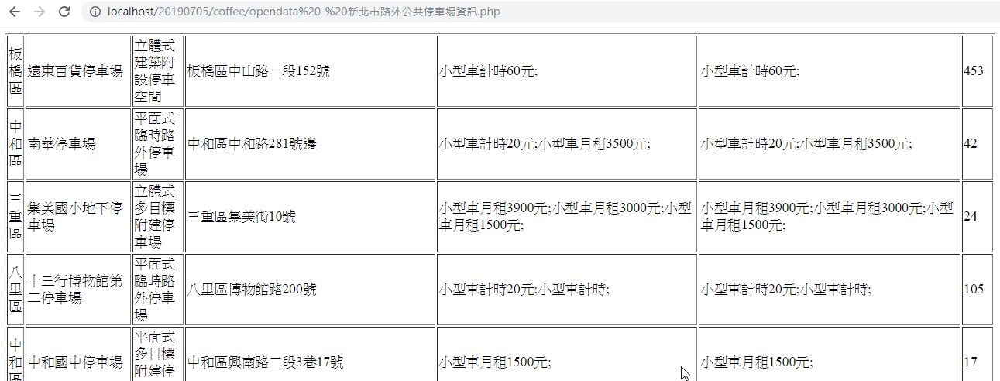 localhost/20190705/coffee/opendata%20-%20新北市路外公共停車場資訊.php
板
橋
區
遠東百貨停車場
立體式
建築附
設停車
空間
板橋區中山路一段152號
小型車計時60元;
小型車計時60元;
453
中
和
區
南華停車場
平面式
臨時路
外停車
場
中和區中和路281號邊
小型車計時20元;小型車月租3500元;
小型車計時20元;小型車月租3500元;
42
三
重
區
集美國小地下停
車場
立體式
多目標
附建停
車場
三重區集美街10號
小型車月租3900元;小型車月租3000元;小型
車月租1500元;
小型車月租3900元;小型車月租3000元;小型
車月租1500元;
24
八
里
區
十三行博物館第
二停車場
平面式
臨時路
外停車
場
八里區博物館路200號
小型車計時20元;小型車計時;
小型車計時20元;小型車計時;
105
中
和
區
中和國中停車場
平面式
多目標
附建停
中和區興南路二段3巷17號
小型車月租1500元;
小型車月租1500元;
17